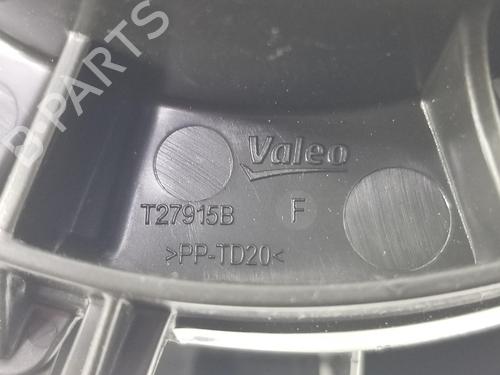 B-PARTS
Valeo
T27915B F
>PP-TD20<